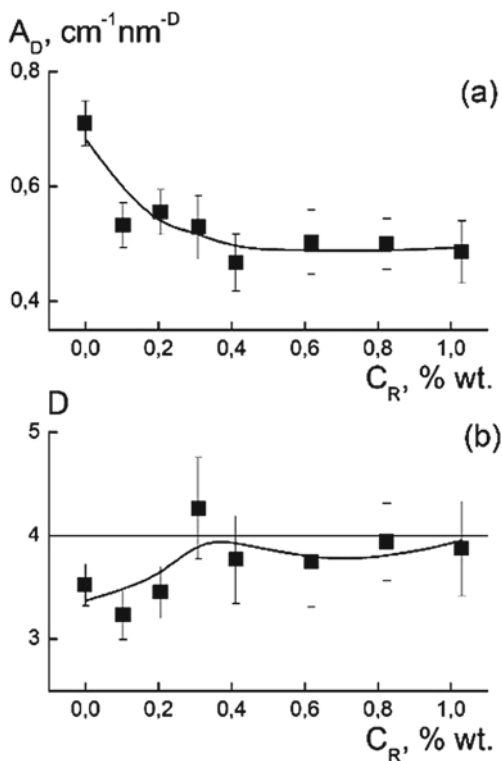 A_D, cm^-1nm^-D
(a)
0,8
0,6
0,4
0,0 0,2 0,4 0,6 0,8 1,0
C_R, % wt.
D
(b)
5
4
3
0,0 0,2 0,4 0,6 0,8 1,0
C_R, % wt.